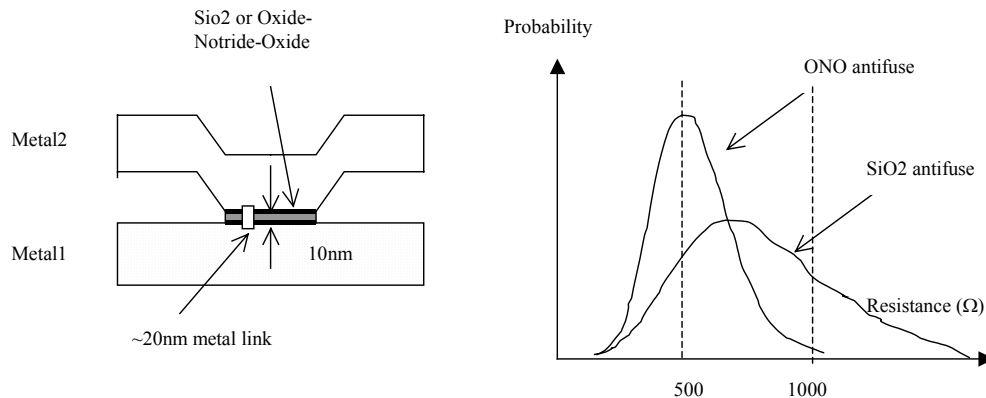 Sio2 or Oxide-
Notride-Oxide
Metal2
Metal1
10nm
~20nm metal link
Probability
ONO antifuse
SiO2 antifuse
Resistance (Ω)
500
1000